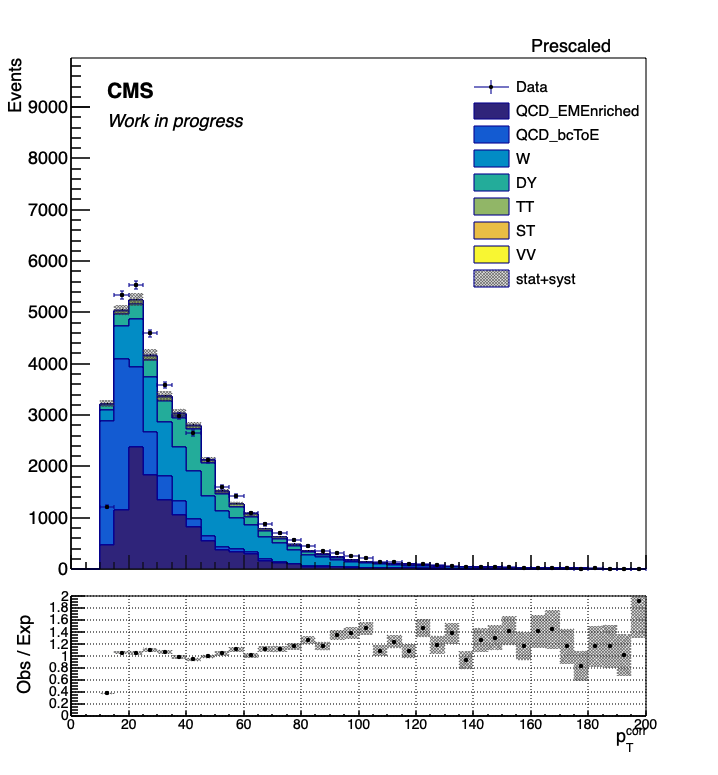 Prescaled
Events
CMS
Work in progress
Data
QCD_EMEnriched
QCD_bcToE
W
DY
TT
ST
VV
stat+syst
9000
8000
7000
6000
5000
4000
3000
2000
1000
0
Obs / Exp
2
1.8
1.6
1.4
1.2
1
0.8
0.6
0.4
0.2
0
0 20 40 60 80 100 120 140 160 180 200
p_T^corr